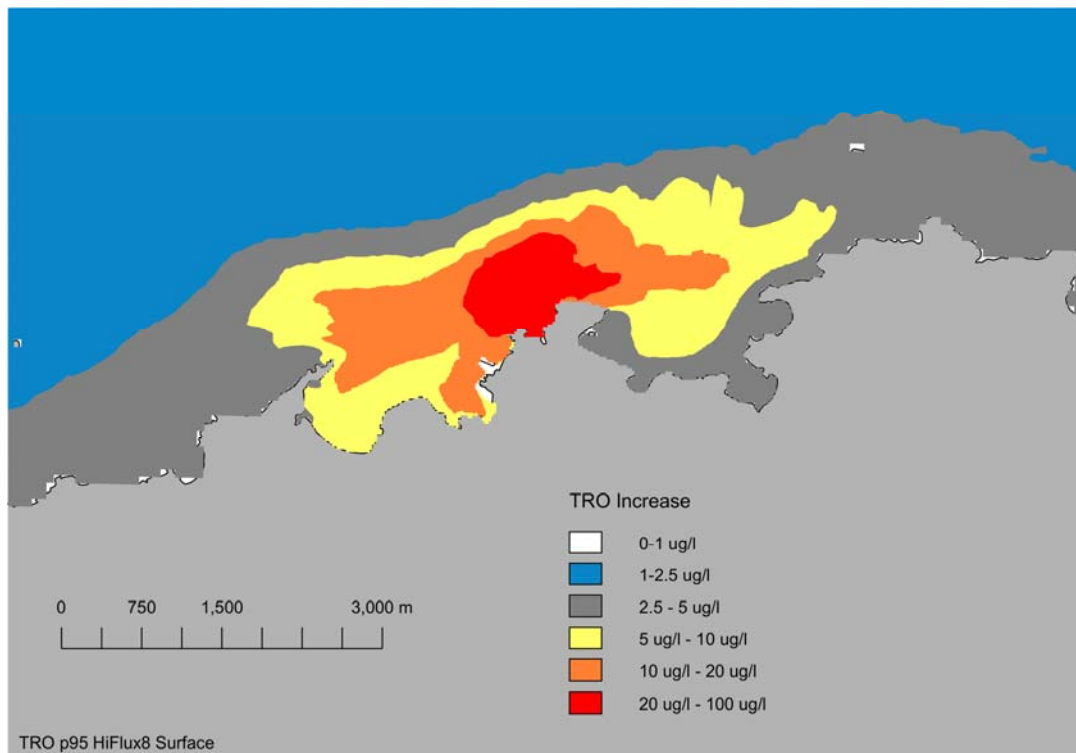 TRO Increase
0-1 ug/l
1-2.5 ug/l
2.5 - 5 ug/l
5 ug/l - 10 ug/l
10 ug/l - 20 ug/l
20 ug/l - 100 ug/l
0 750 1,500 3,000 m
TRO p95 HiFlux8 Surface